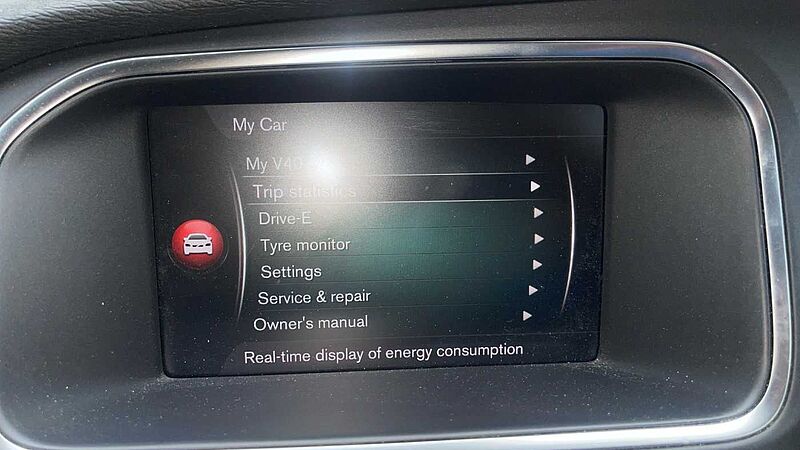 My Car
My V40
Trip statistics
Drive-E
Tyre monitor
Settings
Service & repair
Owner's manual
Real-time display of energy consumption